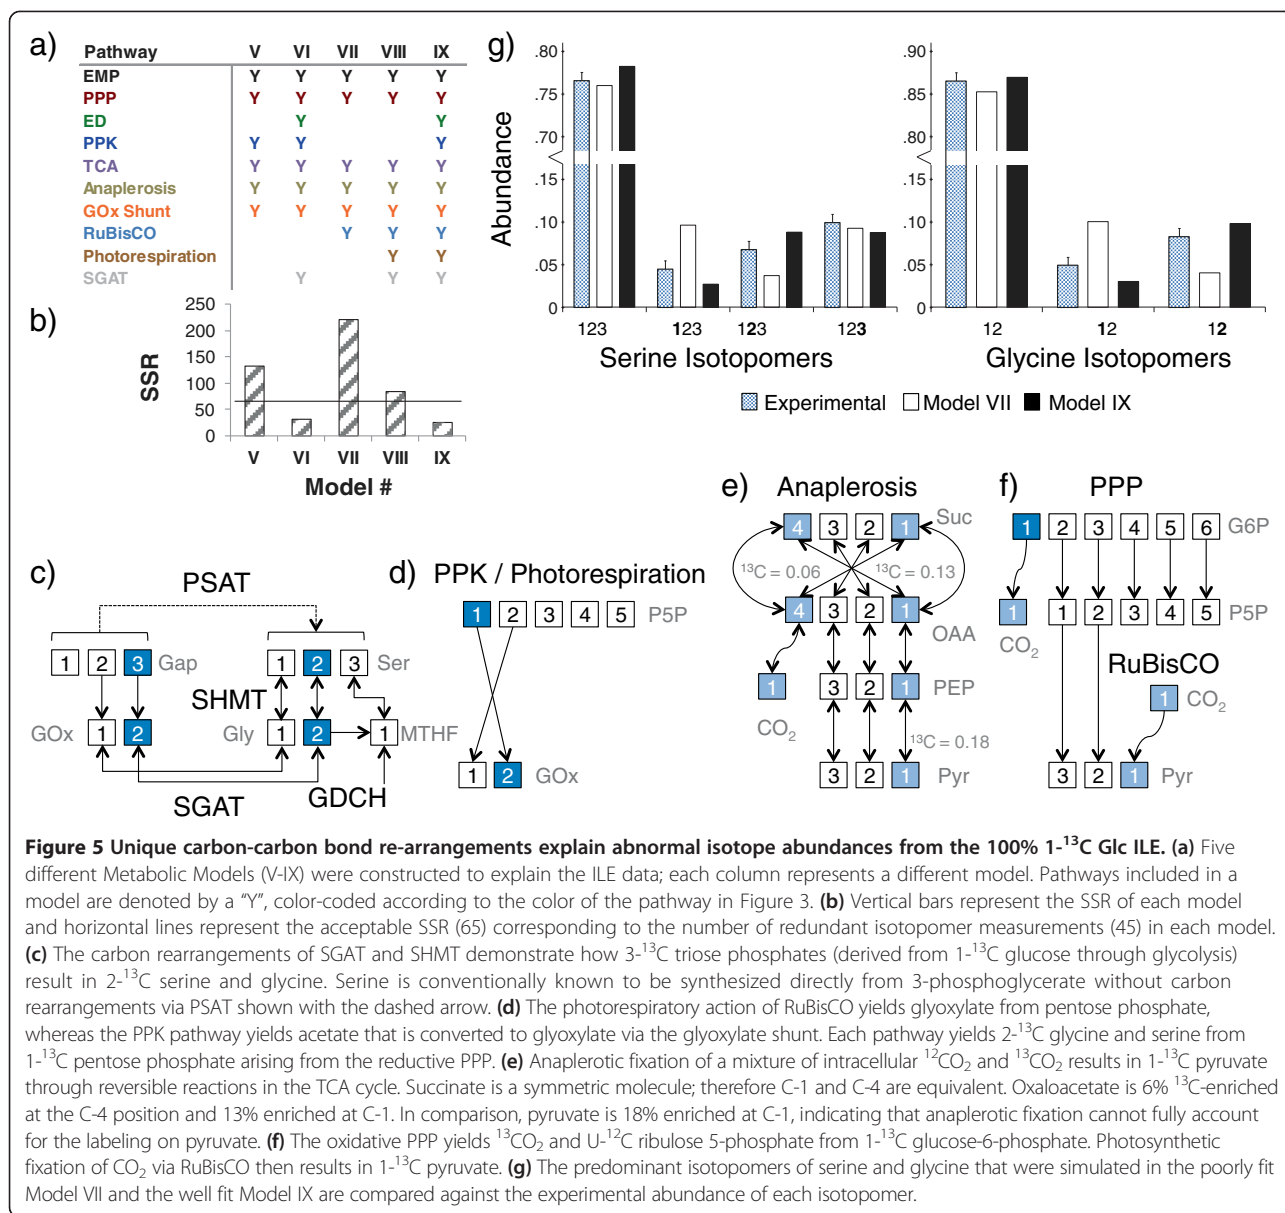 a)
Pathway V VI VII VIII IX
EMP Y Y Y Y Y
PPP Y Y Y Y Y
ED Y Y
PPK Y Y Y
TCA Y Y Y Y Y
Anaplerosis Y Y Y Y Y
GOx Shunt Y Y Y Y Y
RuBisCO Y Y Y
Photorespiration Y Y
SGAT Y Y Y
b)
SSR
250
200
150
100
50
0
V VI VII VIII IX
Model #
g)
Abundance
.80
.75
.70
.15
.10
.05
0
123 123 123 123
Serine Isotopomers
.90
.85
.80
.15
.10
.05
0
12 12 12
Glycine Isotopomers
Experimental Model VII Model IX
c)
PSAT
1 2 3 Gap
1 2 3 Ser
SHMT
GOx 1 2
Gly 1 2
1 MTHF
SGAT
GDCH
d)
PPK / Photorespiration
1 2 3 4 5 P5P
1 2 GOx
e)
Anaplerosis
4 3 2 1 Suc
¹³C = 0.06 ¹³C = 0.13
4 3 2 1 OAA
1 CO₂
3 2 1 PEP
¹³C = 0.18
3 2 1 Pyr
f)
PPP
1 2 3 4 5 6 G6P
1 CO₂
1 2 3 4 5 P5P
RuBisCO
1 CO₂
3 2 1 Pyr
Figure 5 Unique carbon-carbon bond re-arrangements explain abnormal isotope abundances from the 100% 1-¹³C Glc ILE. (a) Five
different Metabolic Models (V-IX) were constructed to explain the ILE data; each column represents a different model. Pathways included in a
model are denoted by a “Y”, color-coded according to the color of the pathway in Figure 3. (b) Vertical bars represent the SSR of each model
and horizontal lines represent the acceptable SSR (65) corresponding to the number of redundant isotopomer measurements (45) in each model.
(c) The carbon rearrangements of SGAT and SHMT demonstrate how 3-¹³C triose phosphates (derived from 1-¹³C glucose through glycolysis)
result in 2-¹³C serine and glycine. Serine is conventionally known to be synthesized directly from 3-phosphoglycerate without carbon
rearrangements via PSAT shown with the dashed arrow. (d) The photorespiratory action of RuBisCO yields glyoxylate from pentose phosphate,
whereas the PPK pathway yields acetate that is converted to glyoxylate via the glyoxylate shunt. Each pathway yields 2-¹³C glycine and serine from
1-¹³C pentose phosphate arising from the reductive PPP. (e) Anaplerotic fixation of a mixture of intracellular ¹²CO₂ and ¹³CO₂ results in 1-¹³C pyruvate
through reversible reactions in the TCA cycle. Succinate is a symmetric molecule; therefore C-1 and C-4 are equivalent. Oxaloacetate is 6% ¹³C-enriched
at the C-4 position and 13% enriched at C-1. In comparison, pyruvate is 18% enriched at C-1, indicating that anaplerotic fixation cannot fully account
for the labeling on pyruvate. (f) The oxidative PPP yields ¹³CO₂ and U-¹²C ribulose 5-phosphate from 1-¹³C glucose-6-phosphate. Photosynthetic
fixation of CO₂ via RuBisCO then results in 1-¹³C pyruvate. (g) The predominant isotopomers of serine and glycine that were simulated in the poorly fit
Model VII and the well fit Model IX are compared against the experimental abundance of each isotopomer.